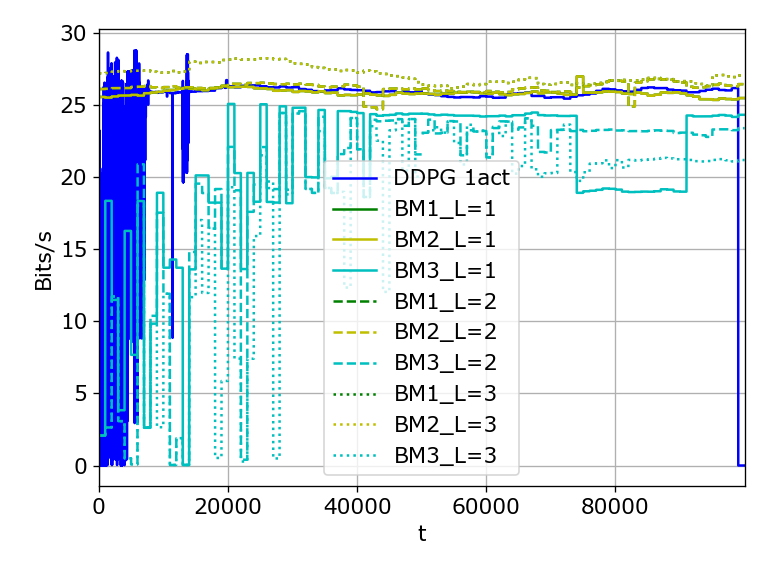 30
25
20
15
10
5
0
Bits/s
DDPG 1act
BM1_L=1
BM2_L=1
BM3_L=1
BM1_L=2
BM2_L=2
BM3_L=2
BM1_L=3
BM2_L=3
BM3_L=3
0 20000 40000 60000 80000
t